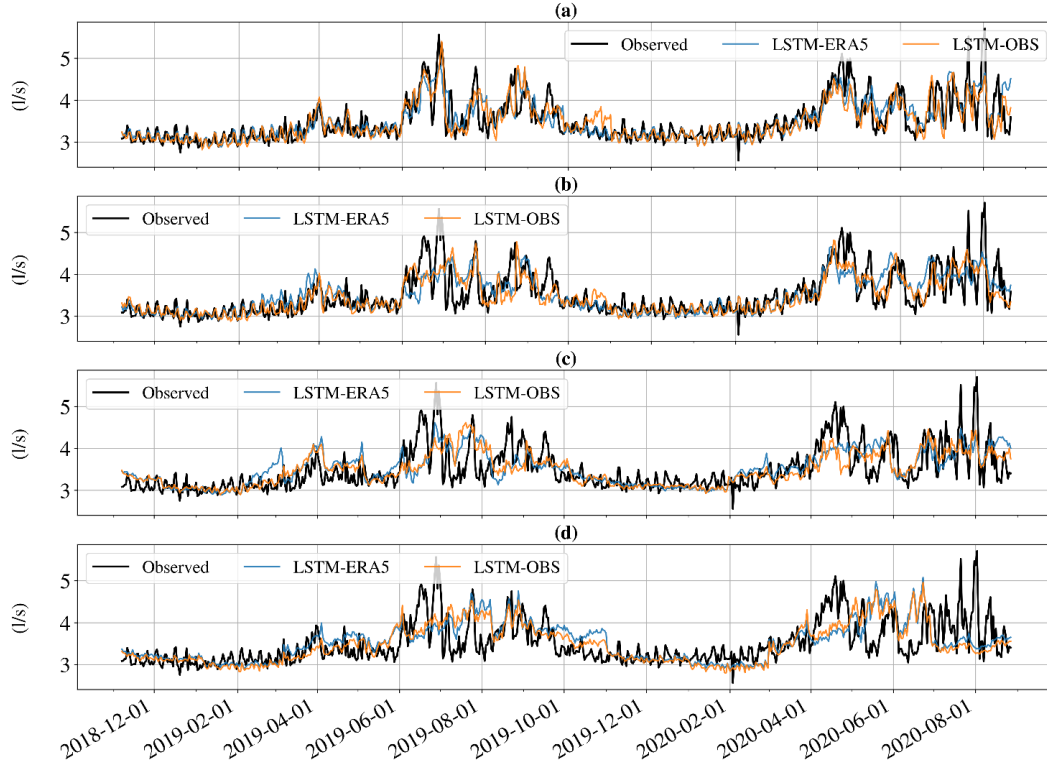 (a)
Observed LSTM-ERA5 LSTM-OBS
5
4
3
(l/s)
(b)
Observed LSTM-ERA5 LSTM-OBS
5
4
3
(l/s)
(c)
Observed LSTM-ERA5 LSTM-OBS
5
4
3
(l/s)
(d)
Observed LSTM-ERA5 LSTM-OBS
5
4
3
(l/s)
2018-12-01 2019-02-01 2019-04-01 2019-06-01 2019-08-01 2019-10-01 2019-12-01 2020-02-01 2020-04-01 2020-06-01 2020-08-01